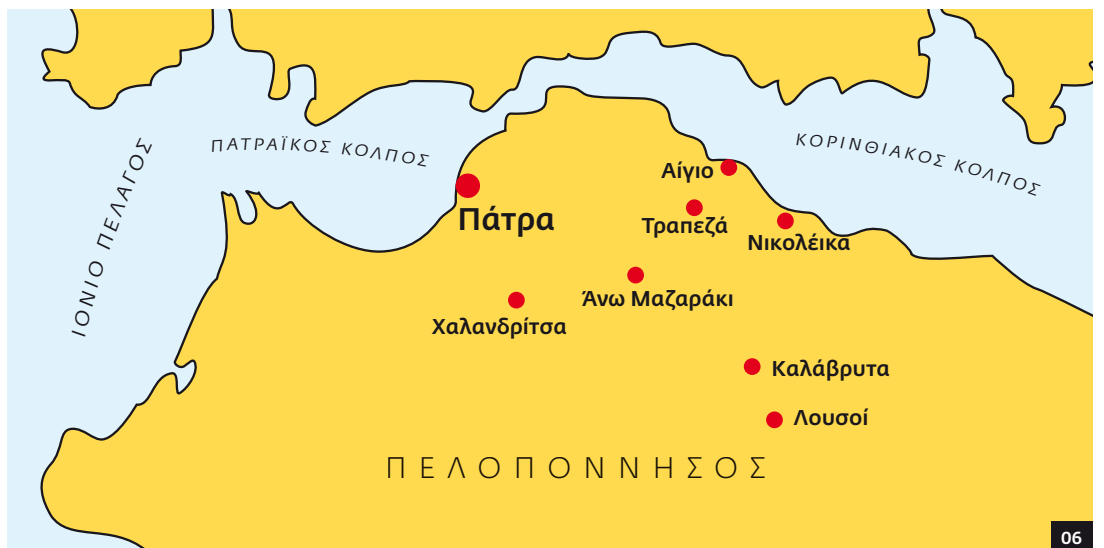 ΠΑΤΡΑΪΚΟΣ ΚΟΛΠΟΣ
ΚΟΡΙΝΘΙΑΚΟΣ ΚΟΛΠΟΣ
ΙΟΝΙΟ ΠΕΛΑΓΟΣ
Αίγιο
Πάτρα
Τραπεζά
Νικολέικα
Άνω Μαζαράκι
Χαλανδρίτσα
Καλάβρυτα
Λουσοί
ΠΕΛΟΠΟΝΝΗΣΟΣ
06